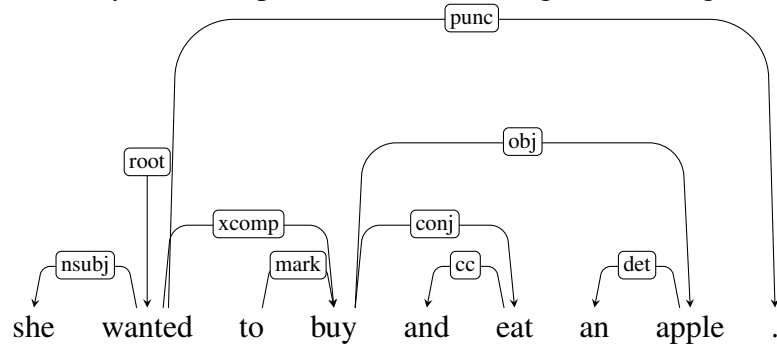 punc
obj
root
xcomp conj
nsubj mark cc det
she wanted to buy and eat an apple .